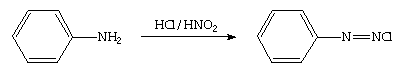 HCl/HNO₂
NH₂
N=NCl